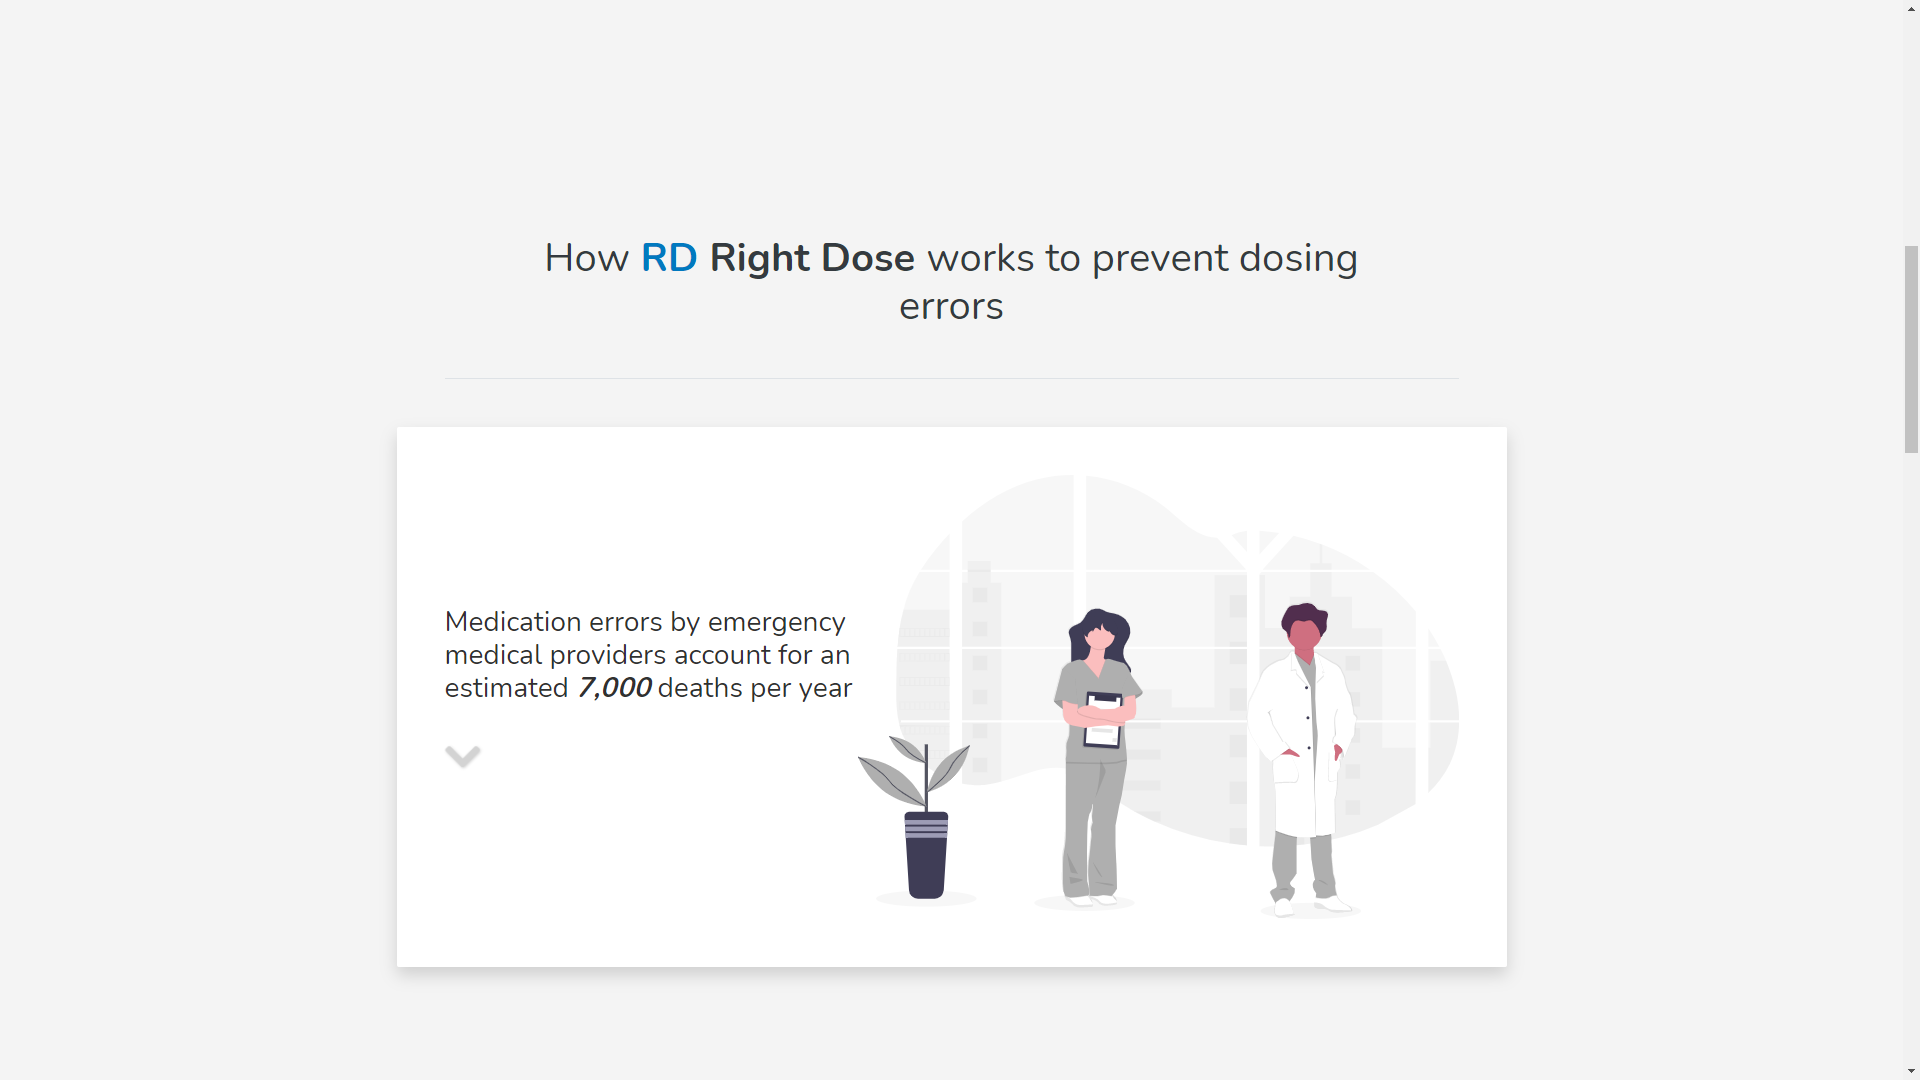 How RD Right Dose works to prevent dosing
errors
Medication errors by emergency
medical providers account for an
estimated 7,000 deaths per year